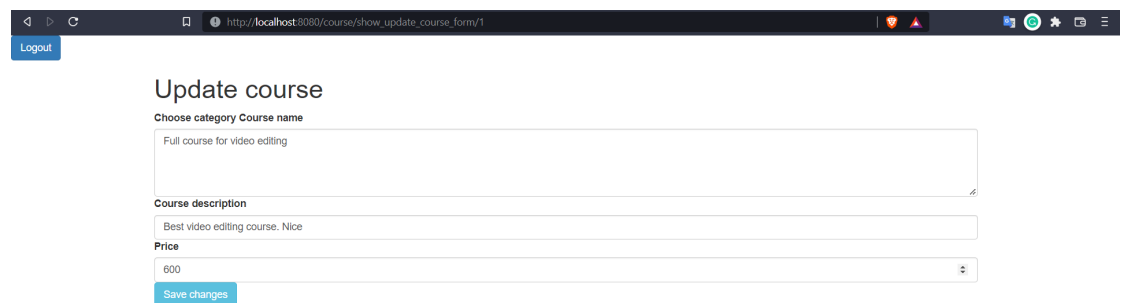 http://localhost:8080/course/show_update_course_form/1
Logout
Update course
Choose category Course name
Full course for video editing
Course description
Best video editing course. Nice
Price
600
Save changes